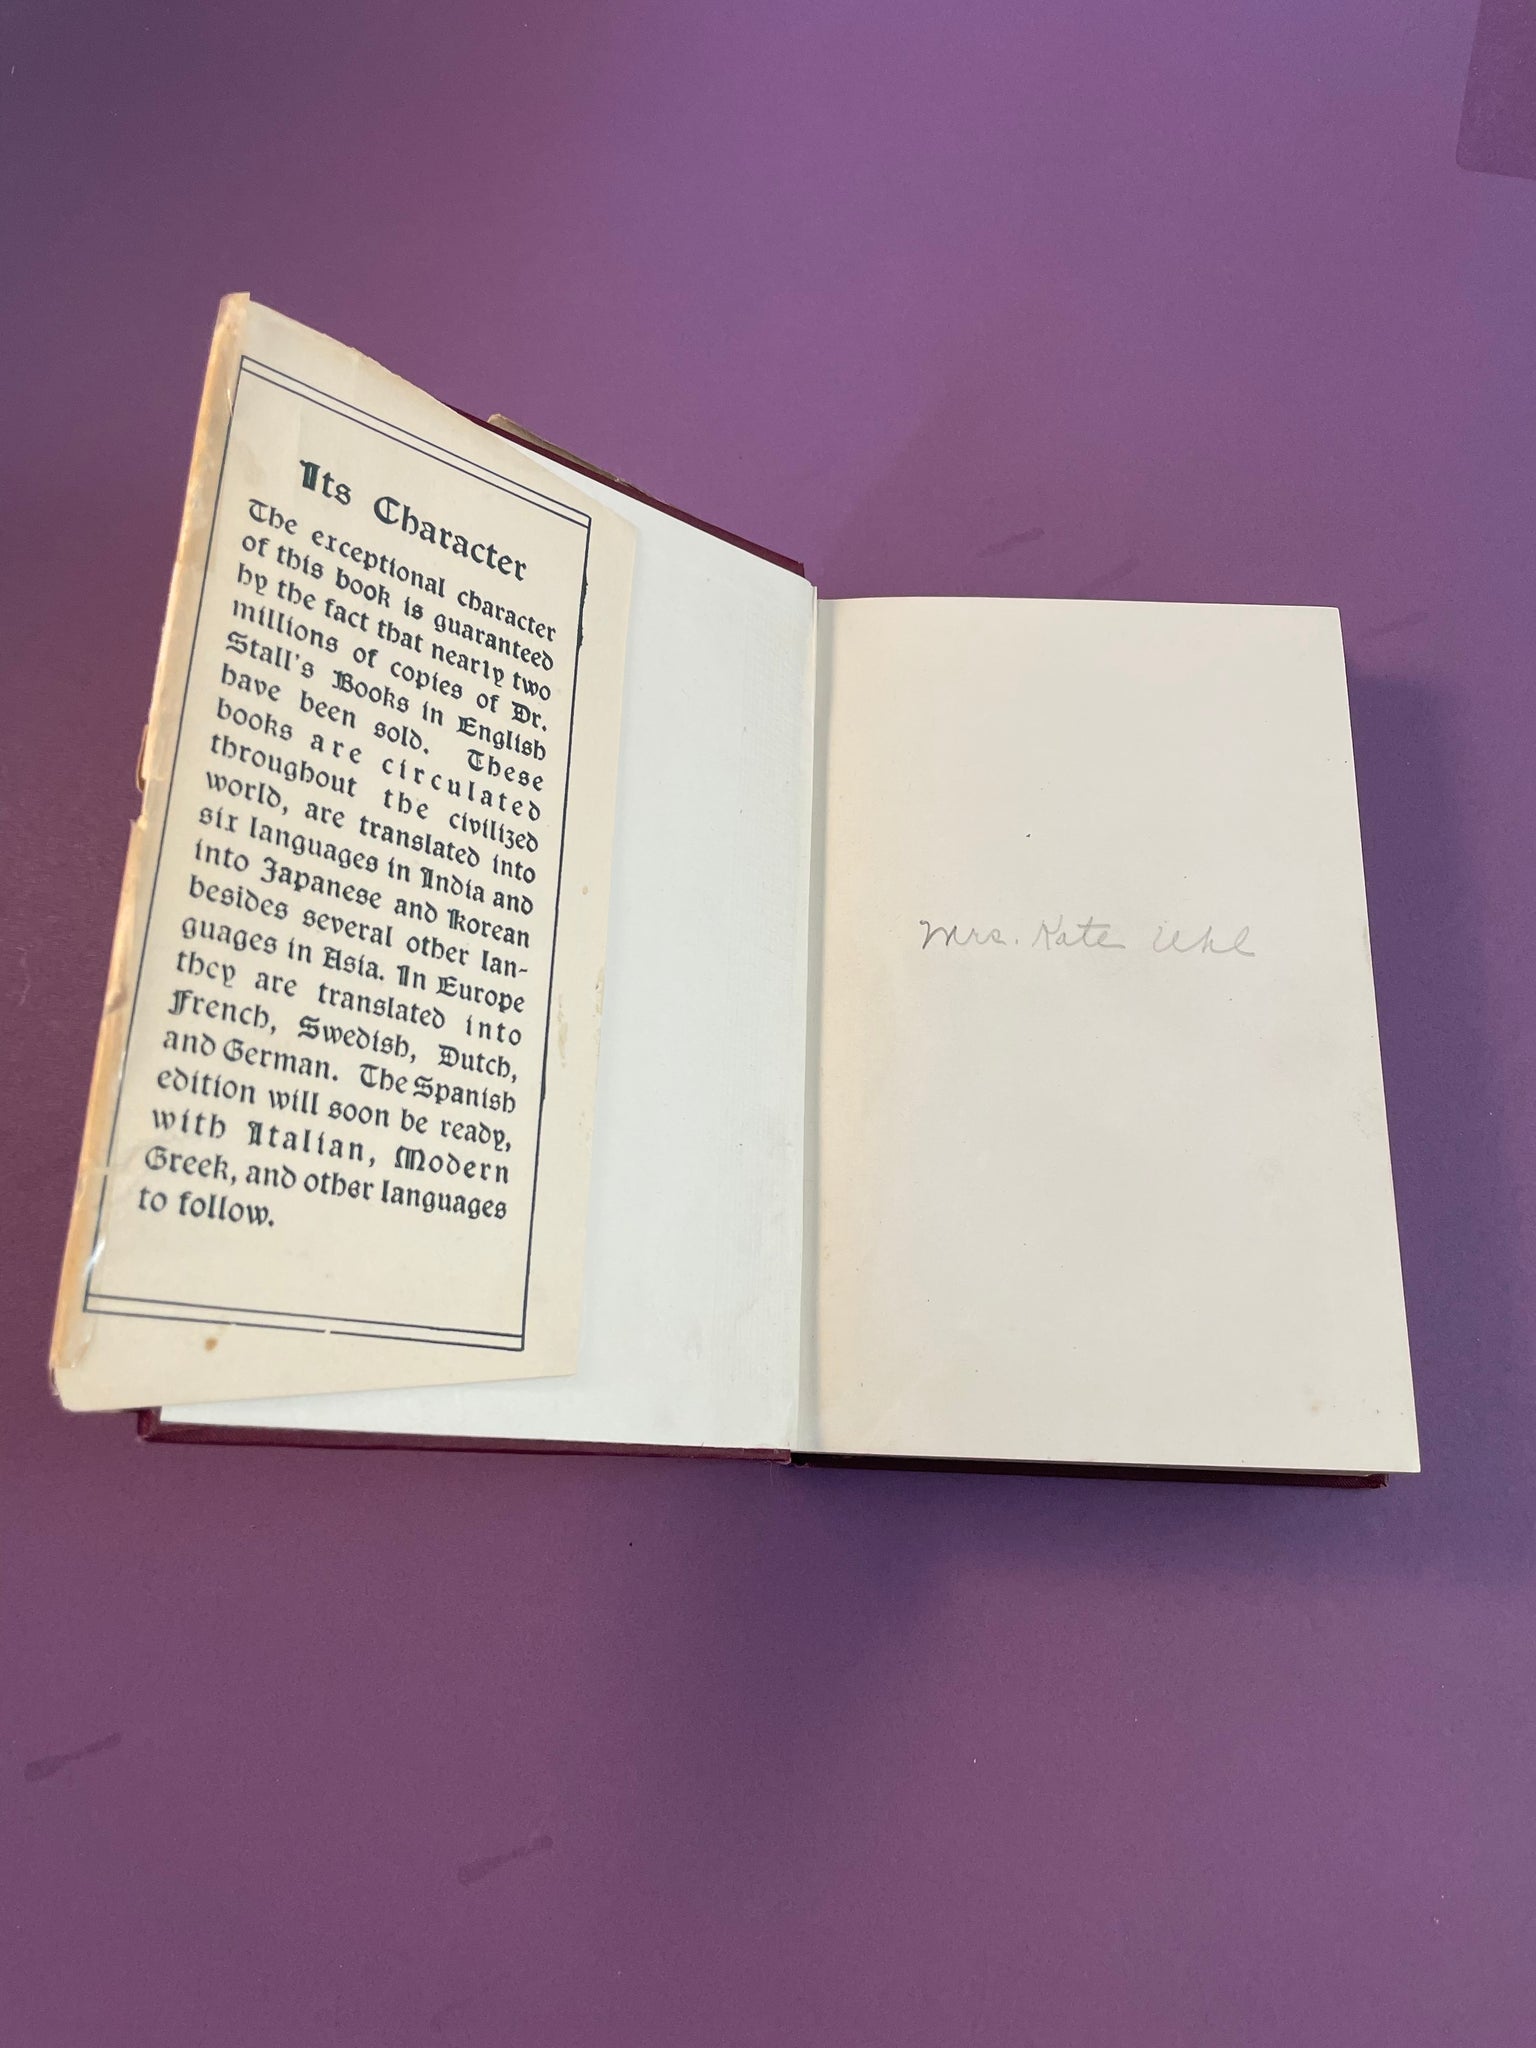 Its Character
The exceptional character
of this book is guaranteed
by the fact that nearly two
millions of copies of Dr.
Stall's Books in English
have been sold. These
books are circulated
throughout the civilized
world, are translated into
six languages in India and
into Japanese and Korean
besides several other lan-
guages in Asia. In Europe
they are translated into
French, Swedish, Dutch,
and German. The Spanish
edition will soon be ready,
with Italian, Modern
Greek, and other languages
to follow.
Mrs. Kate Uhl